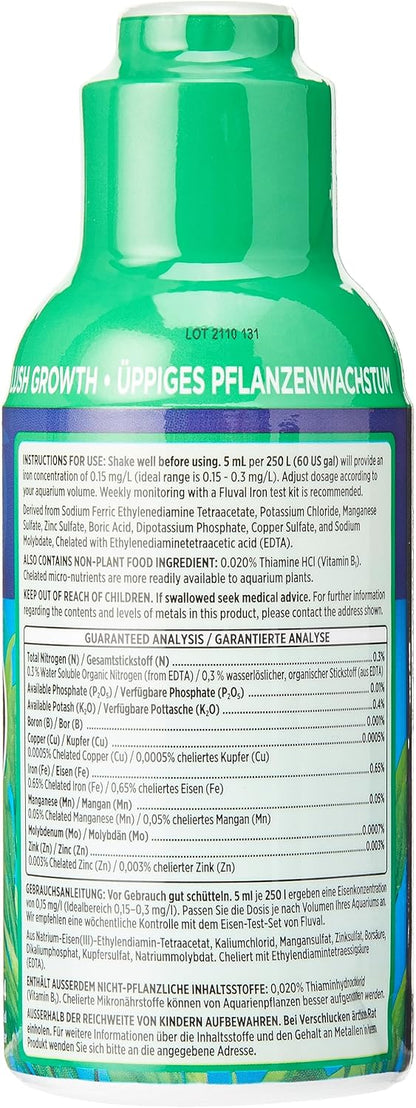 LOT 2110 131
LUSH GROWTH • ÜPPIGES PFLANZENWACHSTUM
INSTRUCTIONS FOR USE: Shake well before using. 5 mL per 250 L (60 US gal) will provide an
iron concentration of 0.15 mg/L (ideal range is 0.15 - 0.3 mg/L). Adjust dosage according to
your aquarium volume. Weekly monitoring with a Fluval Iron test kit is recommended.
Derived from Sodium Ferric Ethylenediamine Tetraacetate, Potassium Chloride, Manganese
Sulfate, Zinc Sulfate, Boric Acid, Dipotassium Phosphate, Copper Sulfate, and Sodium
Molybdate, Chelated with Ethylenediaminetetraacetic acid (EDTA).
ALSO CONTAINS NON-PLANT FOOD INGREDIENT: 0.020% Thiamine HCl (Vitamin B₁).
Chelated micro-nutrients are more readily available to aquarium plants.
KEEP OUT OF REACH OF CHILDREN. If swallowed seek medical advice. For further information
regarding the contents and levels of metals in this product, please contact the address shown.
GUARANTEED ANALYSIS / GARANTIERTE ANALYSE
Total Nitrogen (N) / Gesamtstickstoff (N) 0.3%
0.3% Water Soluble Organic Nitrogen (from EDTA) / 0,3 % wasserlöslicher, organischer Stickstoff (aus EDTA)
Available Phosphate (P₂O₅) / Verfügbare Phosphate (P₂O₅) 0.01%
Available Potash (K₂O) / Verfügbare Pottasche (K₂O) 0.4%
Boron (B) / Bor (B) 0.001%
Copper (Cu) / Kupfer (Cu) 0.0005%
0.0005% Chelated Copper (Cu) / 0,0005% cheliertes Kupfer (Cu)
Iron (Fe) / Eisen (Fe) 0.65%
0.65% Chelated Iron (Fe) / 0,65% cheliertes Eisen (Fe)
Manganese (Mn) / Mangan (Mn) 0.05%
0.05% Chelated Manganese (Mn) / 0,05% cheliertes Mangan (Mn)
Molybdenum (Mo) / Molybdän (Mo) 0.0007%
Zinc (Zn) / Zinc (Zn) 0.003%
0.003% Chelated Zinc (Zn) / 0,003% chelierter Zink (Zn)
GEBRAUCHSANLEITUNG: Vor Gebrauch gut schütteln. 5 ml je 250 l ergeben eine Eisenkonzentration
von 0,15 mg/l (Idealbereich 0,15–0,3 mg/l). Passen Sie die Dosis je nach Volumen Ihres Aquariums an.
Wir empfehlen eine wöchentliche Kontrolle mit dem Eisen-Test-Set von Fluval.
Aus Natrium-Eisen(III)-Ethylendiamin-Tetraacetat, Kaliumchlorid, Mangansulfat, Zinksulfat, Borsäure,
Dikaliumphosphat, Kupfersulfat, Natriummolybdat. Cheliert mit Ethylendiamintetraessigsäure
(EDTA).
ENTHÄLT AUSSERDEM NICHT-PFLANZLICHE INHALTSSTOFFE: 0,020% Thiaminhydrochlorid
(Vitamin B₁). Chelierte Mikronährstoffe können von Aquarienpflanzen besser aufgenommen werden.
AUSSERHALB DER REICHWEITE VON KINDERN AUFBEWAHREN. Bei Verschlucken ärztlichen Rat
einholen. Für weitere Informationen über die Inhaltsstoffe und den Gehalt an Metallen in
Produkt wenden Sie sich bitte an die angegebene Adresse.